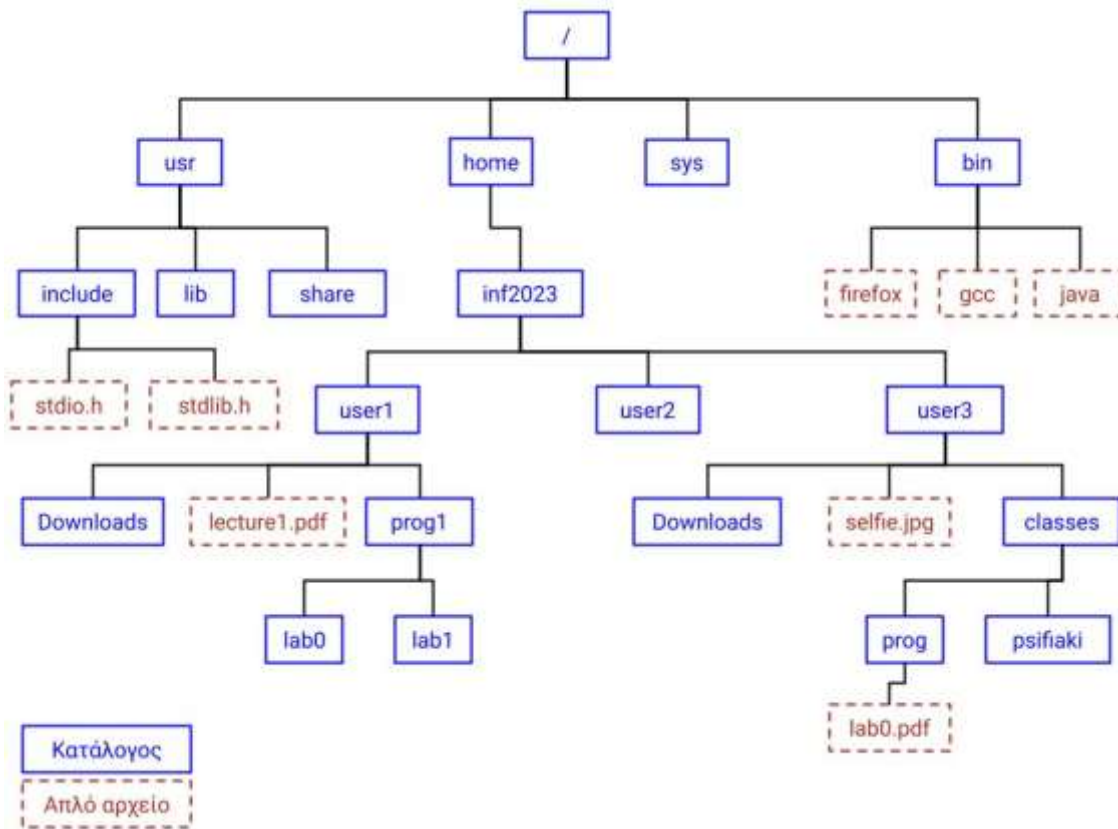 /
usr
home
sys
bin
include
lib
share
inf2023
firefox
gcc
java
stdio.h
stdlib.h
user1
user2
user3
Downloads
lecture1.pdf
prog1
Downloads
selfie.jpg
classes
lab0
lab1
prog
psifiaki
lab0.pdf
Κατάλογος
Απλό αρχείο